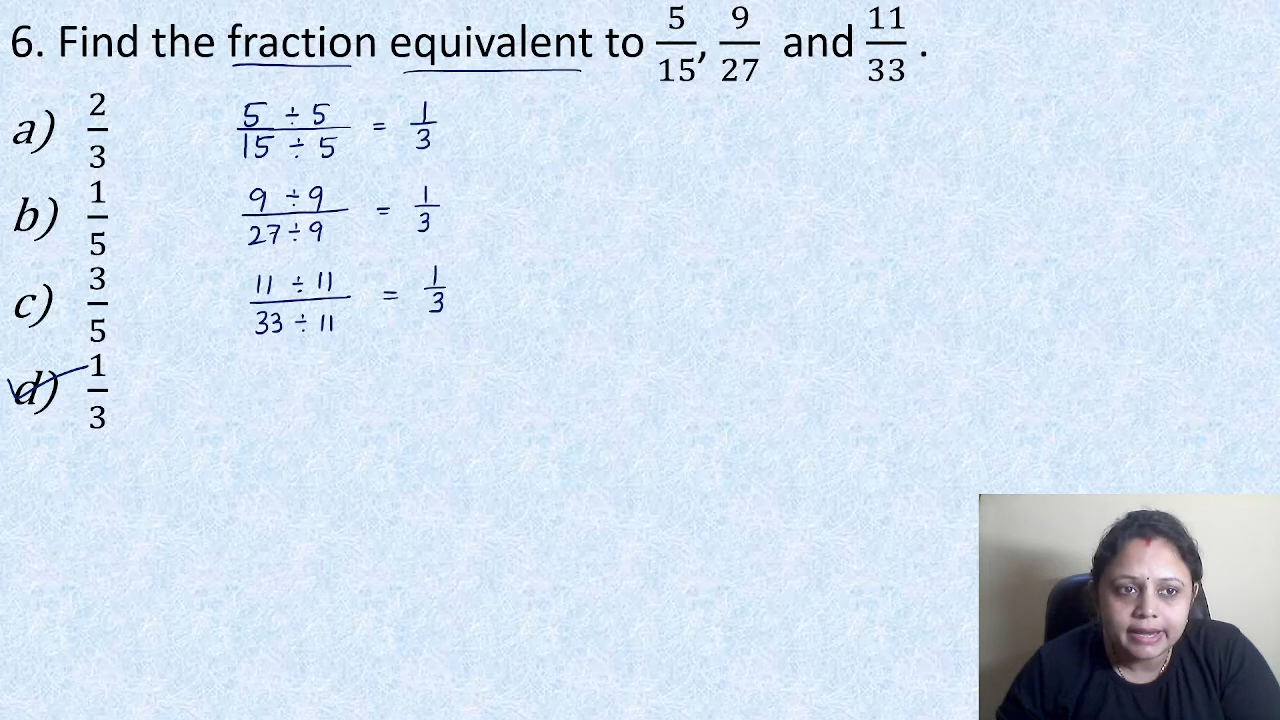 6. Find the fraction equivalent to 5/15, 9/27 and 11/33 .
a) 2/3
5 ÷ 5 / 15 ÷ 5 = 1/3
b) 1/5
9 ÷ 9 / 27 ÷ 9 = 1/3
c) 3/5
11 ÷ 11 / 33 ÷ 11 = 1/3
d) 1/3